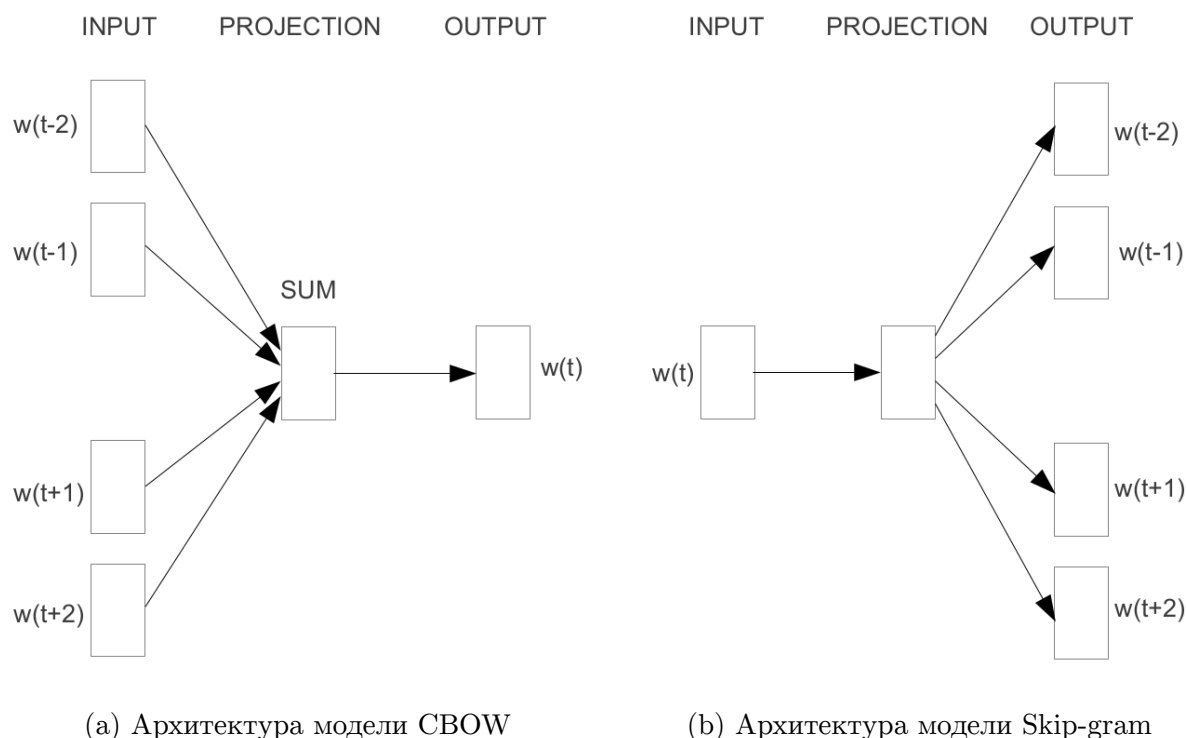 INPUT PROJECTION OUTPUT
w(t-2)
w(t-1)
SUM
w(t)
w(t+1)
w(t+2)
(a) Архитектура модели CBOW
INPUT PROJECTION OUTPUT
w(t-2)
w(t-1)
w(t)
w(t+1)
w(t+2)
(b) Архитектура модели Skip-gram